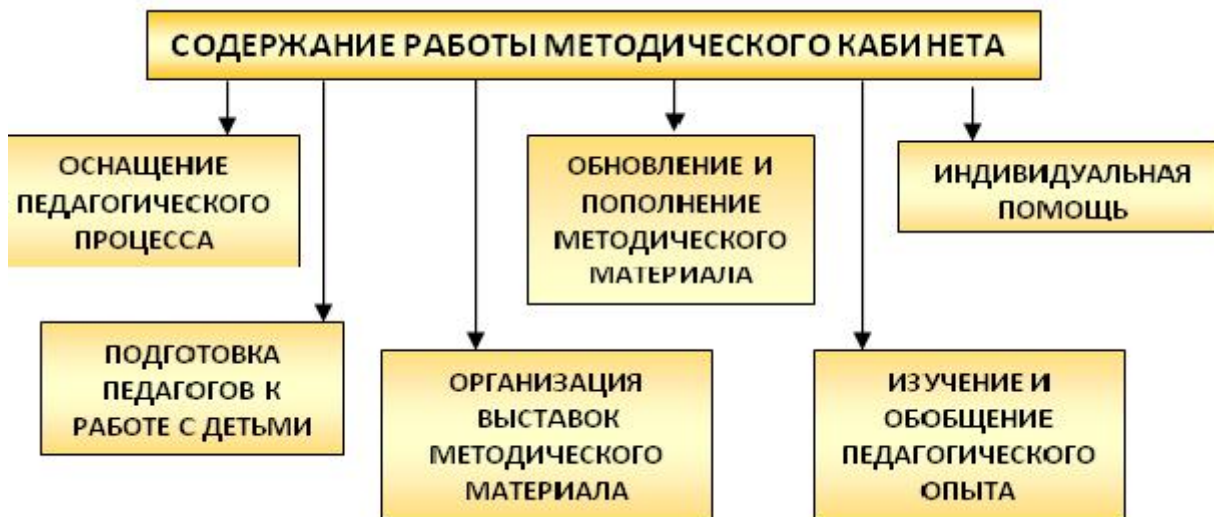 СОДЕРЖАНИЕ РАБОТЫ МЕТОДИЧЕСКОГО КАБИНЕТА
ОСНАЩЕНИЕ
ПЕДАГОГИЧЕСКОГО
ПРОЦЕССА
ОБНОВЛЕНИЕ И
ПОПОЛНЕНИЕ
МЕТОДИЧЕСКОГО
МАТЕРИАЛА
ИНДИВИДУАЛЬНАЯ
ПОМОЩЬ
ПОДГОТОВКА
ПЕДАГОГОВ К
РАБОТЕ С ДЕТЬМИ
ОРГАНИЗАЦИЯ
ВЫСТАВОК
МЕТОДИЧЕСКОГО
МАТЕРИАЛА
ИЗУЧЕНИЕ И
ОБОБЩЕНИЕ
ПЕДАГОГИЧЕСКОГО
ОПЫТА